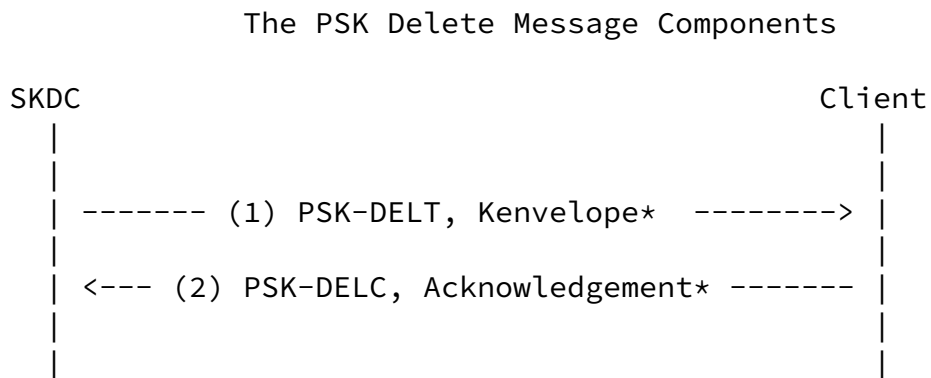 The PSK Delete Message Components
SKDC Client
| |
| |
| ------- (1) PSK-DELT, Kenvelope* --------> |
| |
| <--- (2) PSK-DELC, Acknowledgement* ------- |
| |
| |